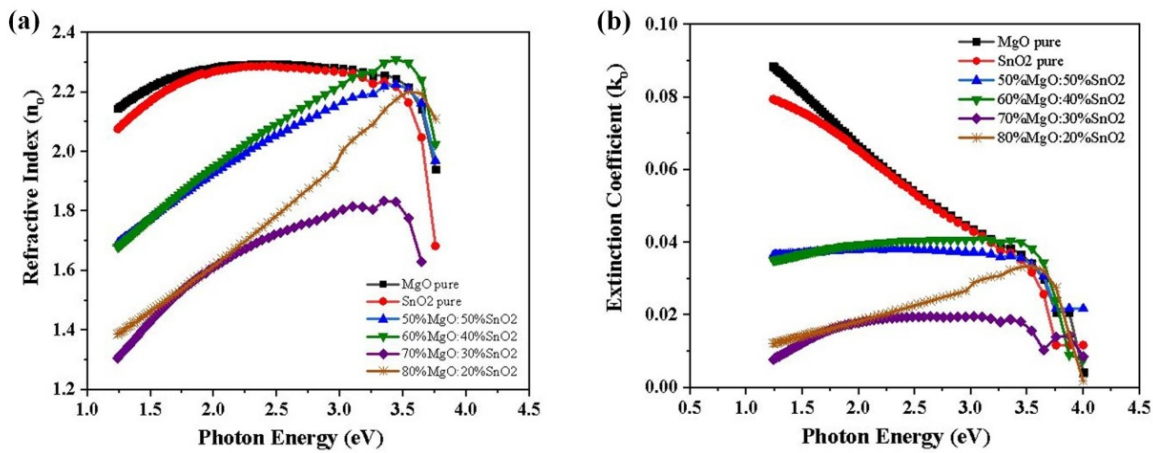 (a)
2.4
2.2
2.0
1.8
1.6
1.4
1.2
Refractive Index (n₀)
MgO pure
SnO2 pure
50%MgO:50%SnO2
60%MgO:40%SnO2
70%MgO:30%SnO2
80%MgO:20%SnO2
1.0 1.5 2.0 2.5 3.0 3.5 4.0 4.5
Photon Energy (eV)
(b)
0.10
0.08
0.06
0.04
0.02
0.00
Extinction Coefficient (k₀)
MgO pure
SnO2 pure
50%MgO:50%SnO2
60%MgO:40%SnO2
70%MgO:30%SnO2
80%MgO:20%SnO2
0.5 1.0 1.5 2.0 2.5 3.0 3.5 4.0 4.5
Photon Energy (eV)